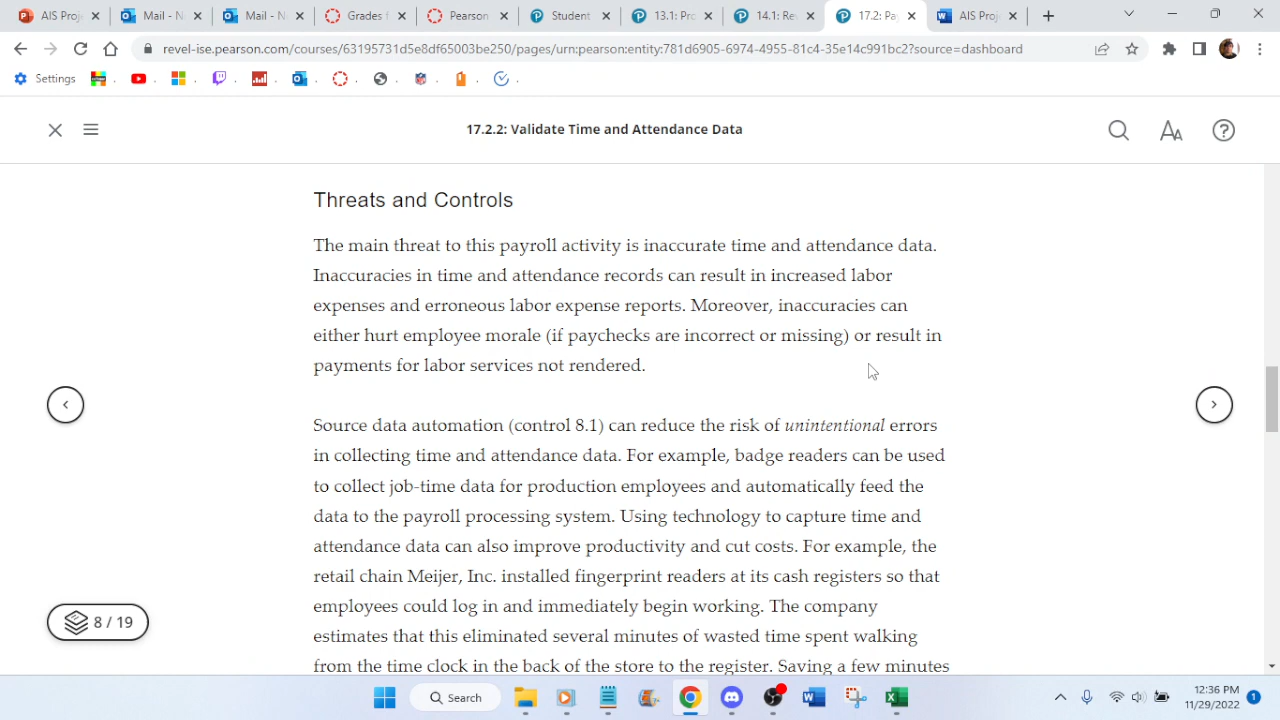 AIS Proj
Mail - N
Mail - N
Grades f
Pearson
Student
13.1: Pro
14.1: Re
17.2: Pay
AIS Proj
revel-ise.pearson.com/courses/63195731d5e8df65003be250/pages/urn:pearson:entity:781d6905-6974-4955-81c4-35e14c991bc2?source=dashboard
Settings
17.2.2: Validate Time and Attendance Data
Threats and Controls
The main threat to this payroll activity is inaccurate time and attendance data.
Inaccuracies in time and attendance records can result in increased labor
expenses and erroneous labor expense reports. Moreover, inaccuracies can
either hurt employee morale (if paychecks are incorrect or missing) or result in
payments for labor services not rendered.
Source data automation (control 8.1) can reduce the risk of unintentional errors
in collecting time and attendance data. For example, badge readers can be used
to collect job-time data for production employees and automatically feed the
data to the payroll processing system. Using technology to capture time and
attendance data can also improve productivity and cut costs. For example, the
retail chain Meijer, Inc. installed fingerprint readers at its cash registers so that
employees could log in and immediately begin working. The company
estimates that this eliminated several minutes of wasted time spent walking
from the time clock in the back of the store to the register. Saving a few minutes
8 / 19
Search
12:36 PM
11/29/2022
1